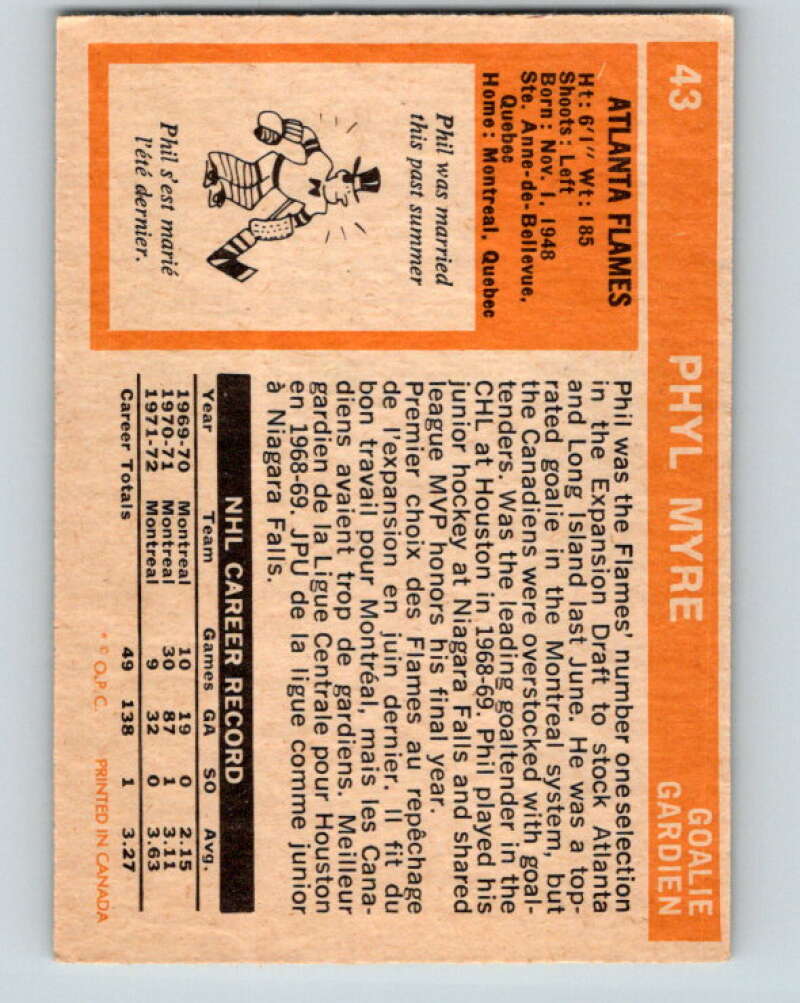 43
PHYL MYRE
GOALIE
GARDIEN
ATLANTA FLAMES
Ht: 6'1" Wt: 185
Shoots: Left
Born: Nov. 1, 1948
Ste. Anne-de-Bellevue,
Quebec
Home: Montreal, Quebec
Phil was married
this past summer
Phil s'est marié
l'été dernier.
Phil was the Flames' number one selection
in the Expansion Draft to stock Atlanta
and Long Island last June. He was a top-
rated goalie in the Montreal system, but
the Canadiens were overstocked with goal-
tenders. Was the leading goaltender in the
CHL at Houston in 1968-69. Phil played his
junior hockey at Niagara Falls and shared
league MVP honors his final year.
Premier choix des Flames au repêchage
de l'expansion en juin dernier. Il fit du
bon travail pour Montréal, mais les Cana-
diens avaient trop de gardiens. Meilleur
gardien de la Ligue Centrale pour Houston
en 1968-69. JPU de la ligue comme junior
à Niagara Falls.
NHL CAREER RECORD
Year Team Games GA SO Avg.
1969-70 Montreal 10 19 0 2.15
1970-71 Montreal 30 87 1 3.11
1971-72 Montreal 9 32 0 3.63
Career Totals 49 138 1 3.27
* © O.P.C. PRINTED IN CANADA